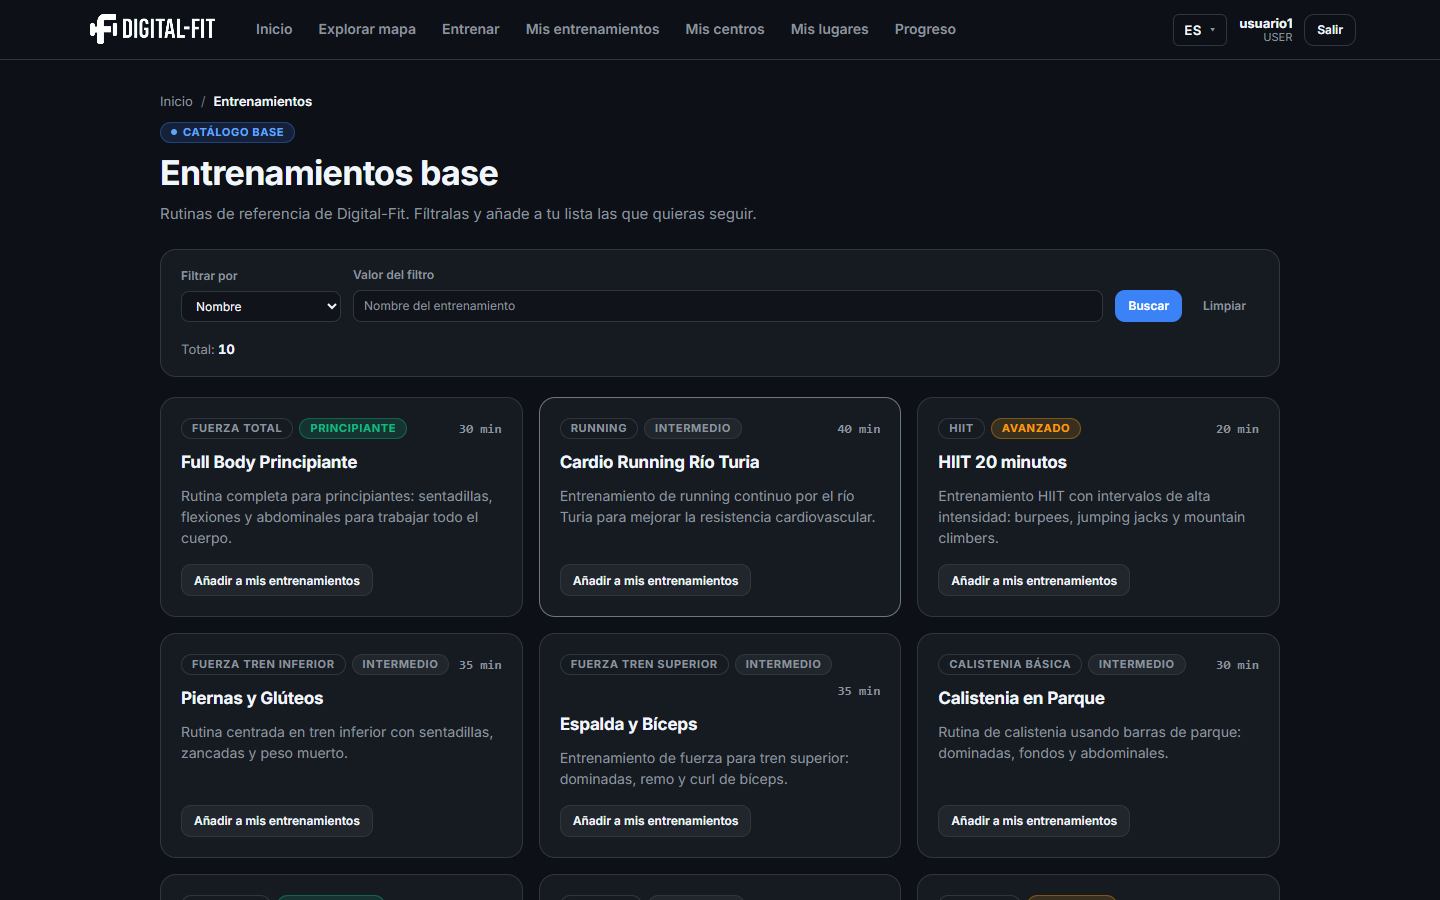 DIGITAL-FIT
Inicio
Explorar mapa
Entrenar
Mis entrenamientos
Mis centros
Mis lugares
Progreso
ES
usuario1
USER
Salir
Inicio / Entrenamientos
CATÁLOGO BASE
Entrenamientos base
Rutinas de referencia de Digital-Fit. Fíltralas y añade a tu lista las que quieras seguir.
Filtrar por
Valor del filtro
Nombre
Nombre del entrenamiento
Buscar
Limpiar
Total: 10
FUERZA TOTAL PRINCIPIANTE 30 min
Full Body Principiante
Rutina completa para principiantes: sentadillas,
flexiones y abdominales para trabajar todo el
cuerpo.
Añadir a mis entrenamientos
RUNNING INTERMEDIO 40 min
Cardio Running Río Turia
Entrenamiento de running continuo por el río
Turia para mejorar la resistencia cardiovascular.
Añadir a mis entrenamientos
HIIT AVANZADO 20 min
HIIT 20 minutos
Entrenamiento HIIT con intervalos de alta
intensidad: burpees, jumping jacks y mountain
climbers.
Añadir a mis entrenamientos
FUERZA TREN INFERIOR INTERMEDIO 35 min
Piernas y Glúteos
Rutina centrada en tren inferior con sentadillas,
zancadas y peso muerto.
Añadir a mis entrenamientos
FUERZA TREN SUPERIOR INTERMEDIO
35 min
Espalda y Bíceps
Entrenamiento de fuerza para tren superior:
dominadas, remo y curl de bíceps.
Añadir a mis entrenamientos
CALISTENIA BÁSICA INTERMEDIO 30 min
Calistenia en Parque
Rutina de calistenia usando barras de parque:
dominadas, fondos y abdominales.
Añadir a mis entrenamientos